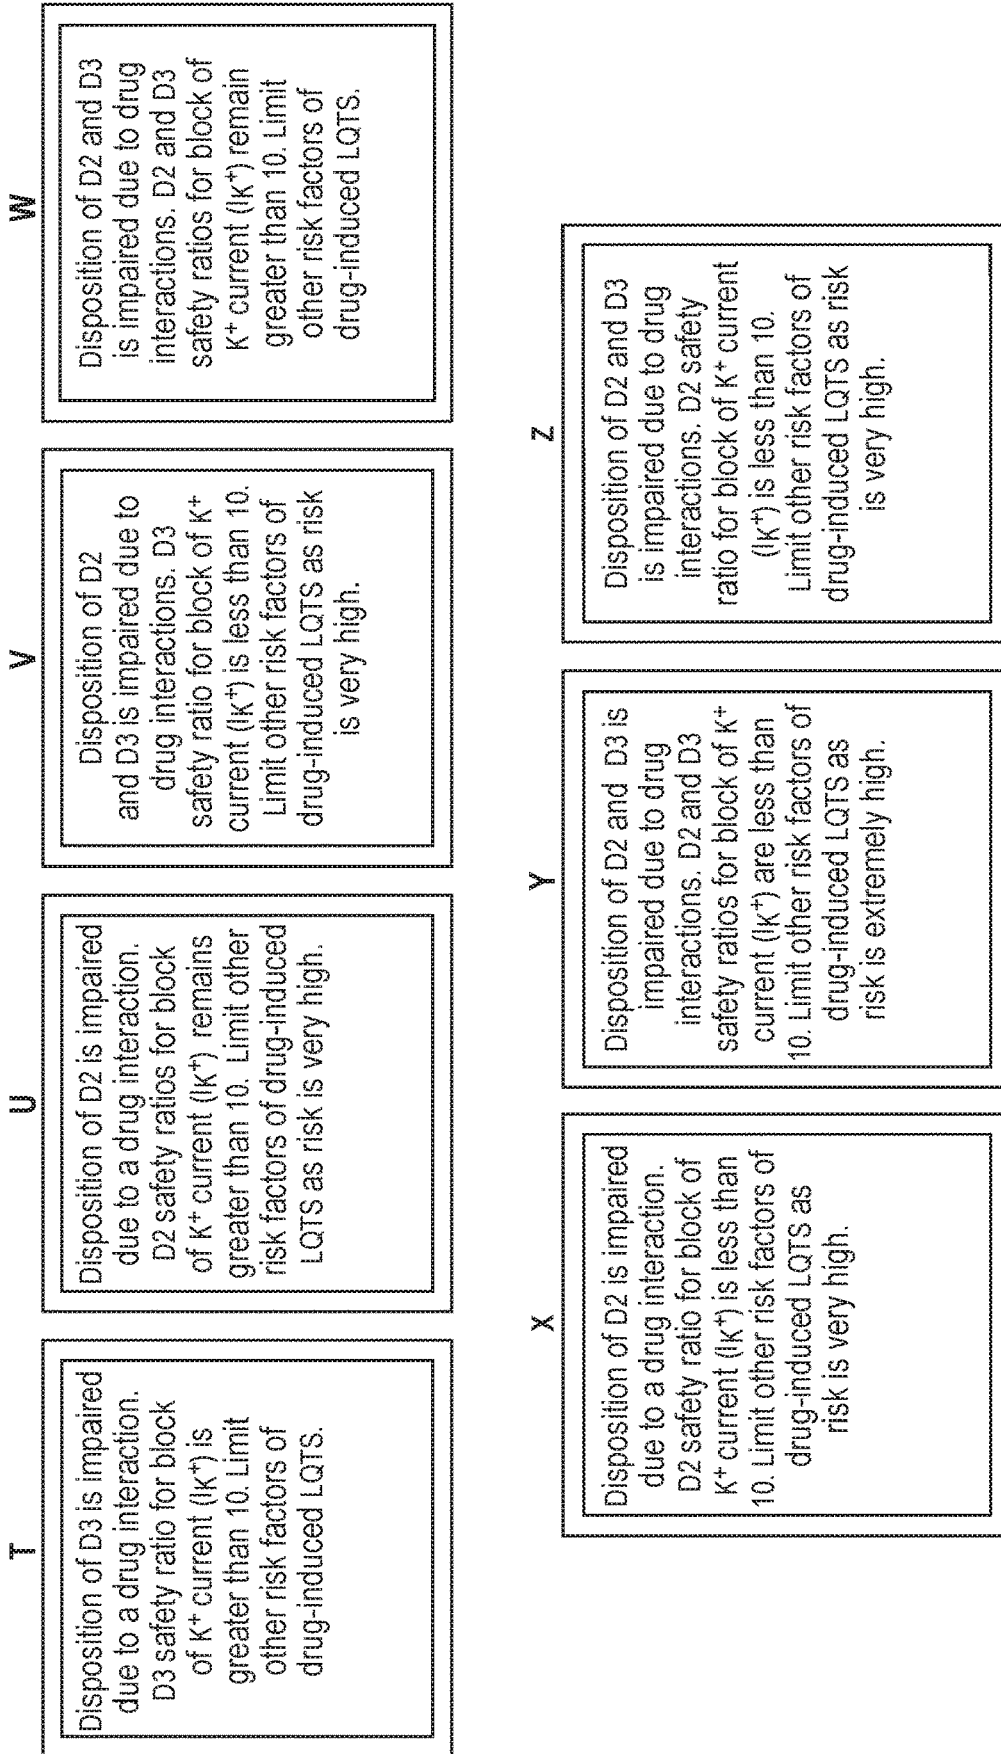 T
Disposition of D3 is impaired
due to a drug interaction.
D3 safety ratio for block
of K+ current (IK+) is
greater than 10. Limit
other risk factors of
drug-induced LQTS.
U
Disposition of D2 is impaired
due to a drug interaction.
D2 safety ratios for block
of K+ current (IK+) remains
greater than 10. Limit other
risk factors of drug-induced
LQTS as risk is very high.
V
Disposition of D2
and D3 is impaired due to
drug interactions. D3
safety ratio for block of K+
current (IK+) is less than 10.
Limit other risk factors of
drug-induced LQTS as risk
is very high.
W
Disposition of D2 and D3
is impaired due to drug
interactions. D2 and D3
safety ratios for block of
K+ current (IK+) remain
greater than 10. Limit
other risk factors of
drug-induced LQTS.
X
Disposition of D2 is impaired
due to a drug interaction.
D2 safety ratio for block of
K+ current (IK+) is less than
10. Limit other risk factors of
drug-induced LQTS as
risk is very high.
Y
Disposition of D2 and D3 is
impaired due to drug
interactions. D2 and D3
safety ratios for block of K+
current (IK+) are less than
10. Limit other risk factors of
drug-induced LQTS as
risk is extremely high.
Z
Disposition of D2 and D3
is impaired due to drug
interactions. D2 safety
ratio for block of K+ current
(IK+) is less than 10.
Limit other risk factors of
drug-induced LQTS as risk
is very high.